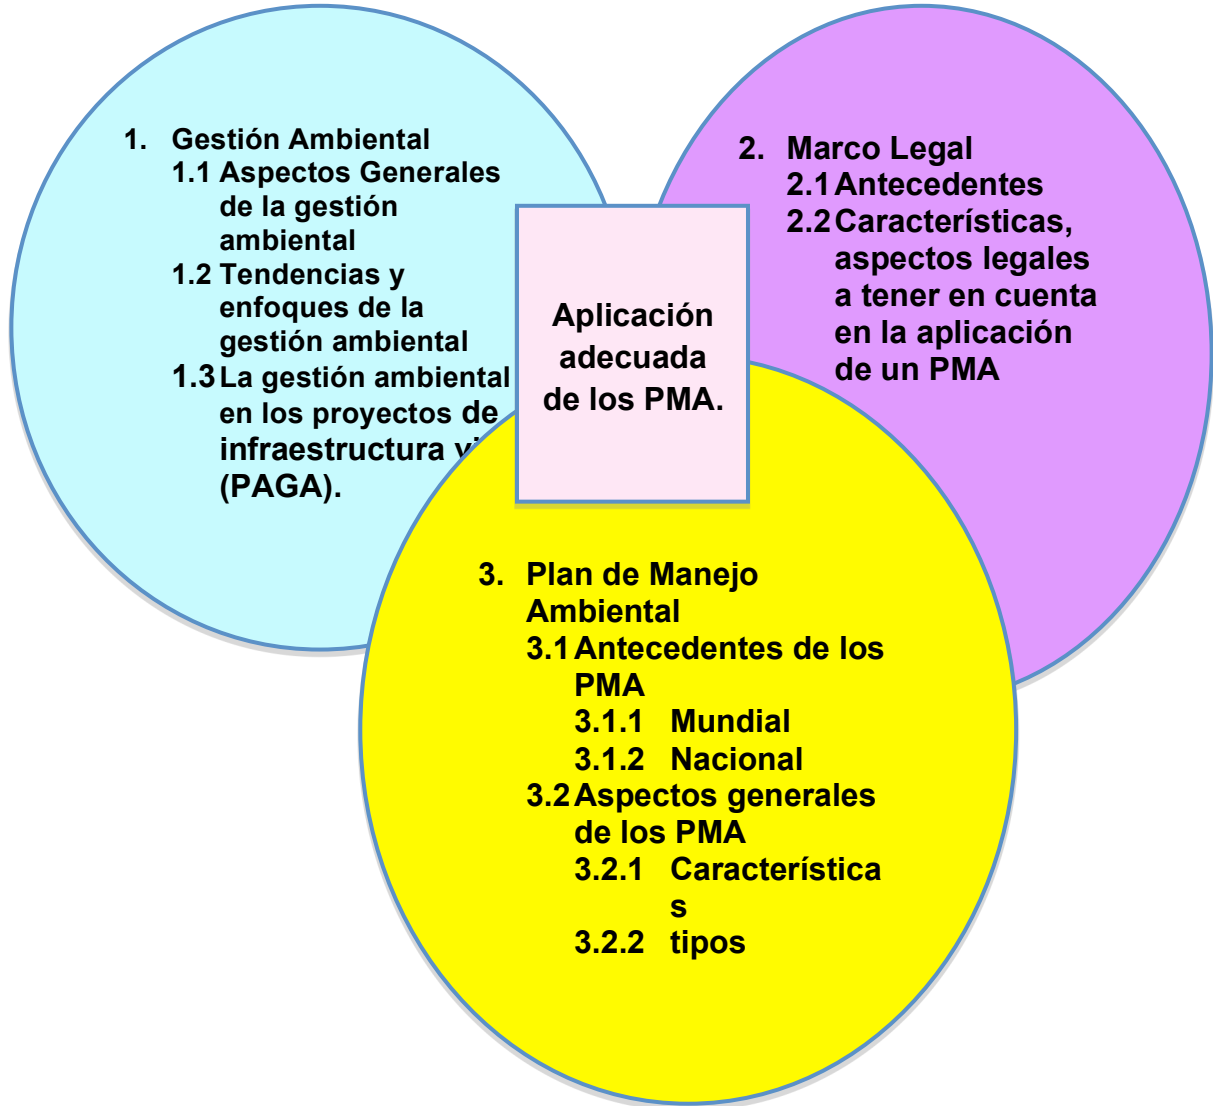 1. Gestión Ambiental
1.1 Aspectos Generales
de la gestión
ambiental
1.2 Tendencias y
enfoques de la
gestión ambiental
1.3 La gestión ambiental
en los proyectos de
infraestructura
(PAGA).
2. Marco Legal
2.1 Antecedentes
2.2 Características,
aspectos legales
a tener en cuenta
en la aplicación
de un PMA
Aplicación
adecuada
de los PMA.
3. Plan de Manejo
Ambiental
3.1 Antecedentes de los
PMA
3.1.1 Mundial
3.1.2 Nacional
3.2 Aspectos generales
de los PMA
3.2.1 Característica
s
3.2.2 tipos